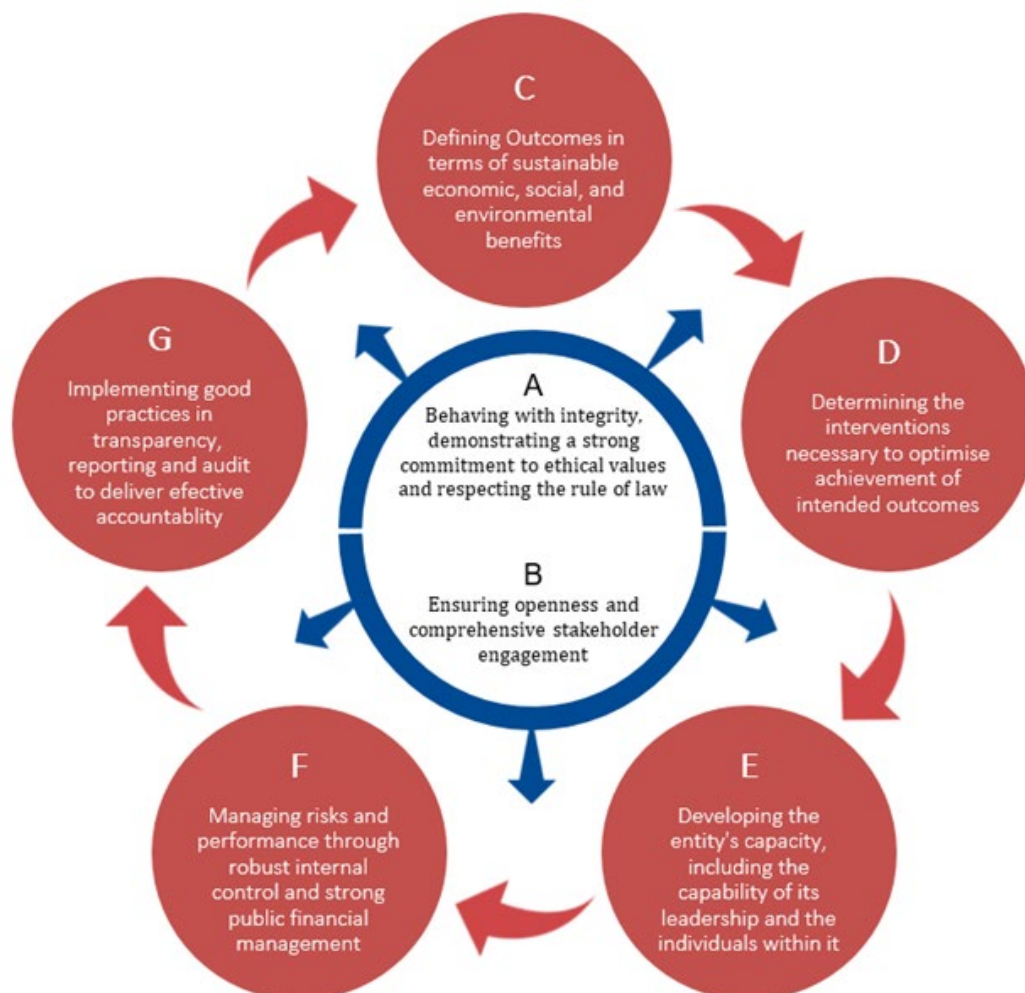 C
Defining Outcomes in
terms of sustainable
economic, social, and
environmental
benefits
G
Implementing good
practices in
transparency,
reporting and audit
to deliver efective
accountablity
A
Behaving with integrity,
demonstrating a strong
commitment to ethical values
and respecting the rule of law
D
Determining the
interventions
necessary to optimise
achievement of
intended outcomes
B
Ensuring openness and
comprehensive stakeholder
engagement
F
Managing risks and
performance through
robust internal
control and strong
public financial
management
E
Developing the
entity's capacity,
including the
capability of its
leadership and the
individuals within it